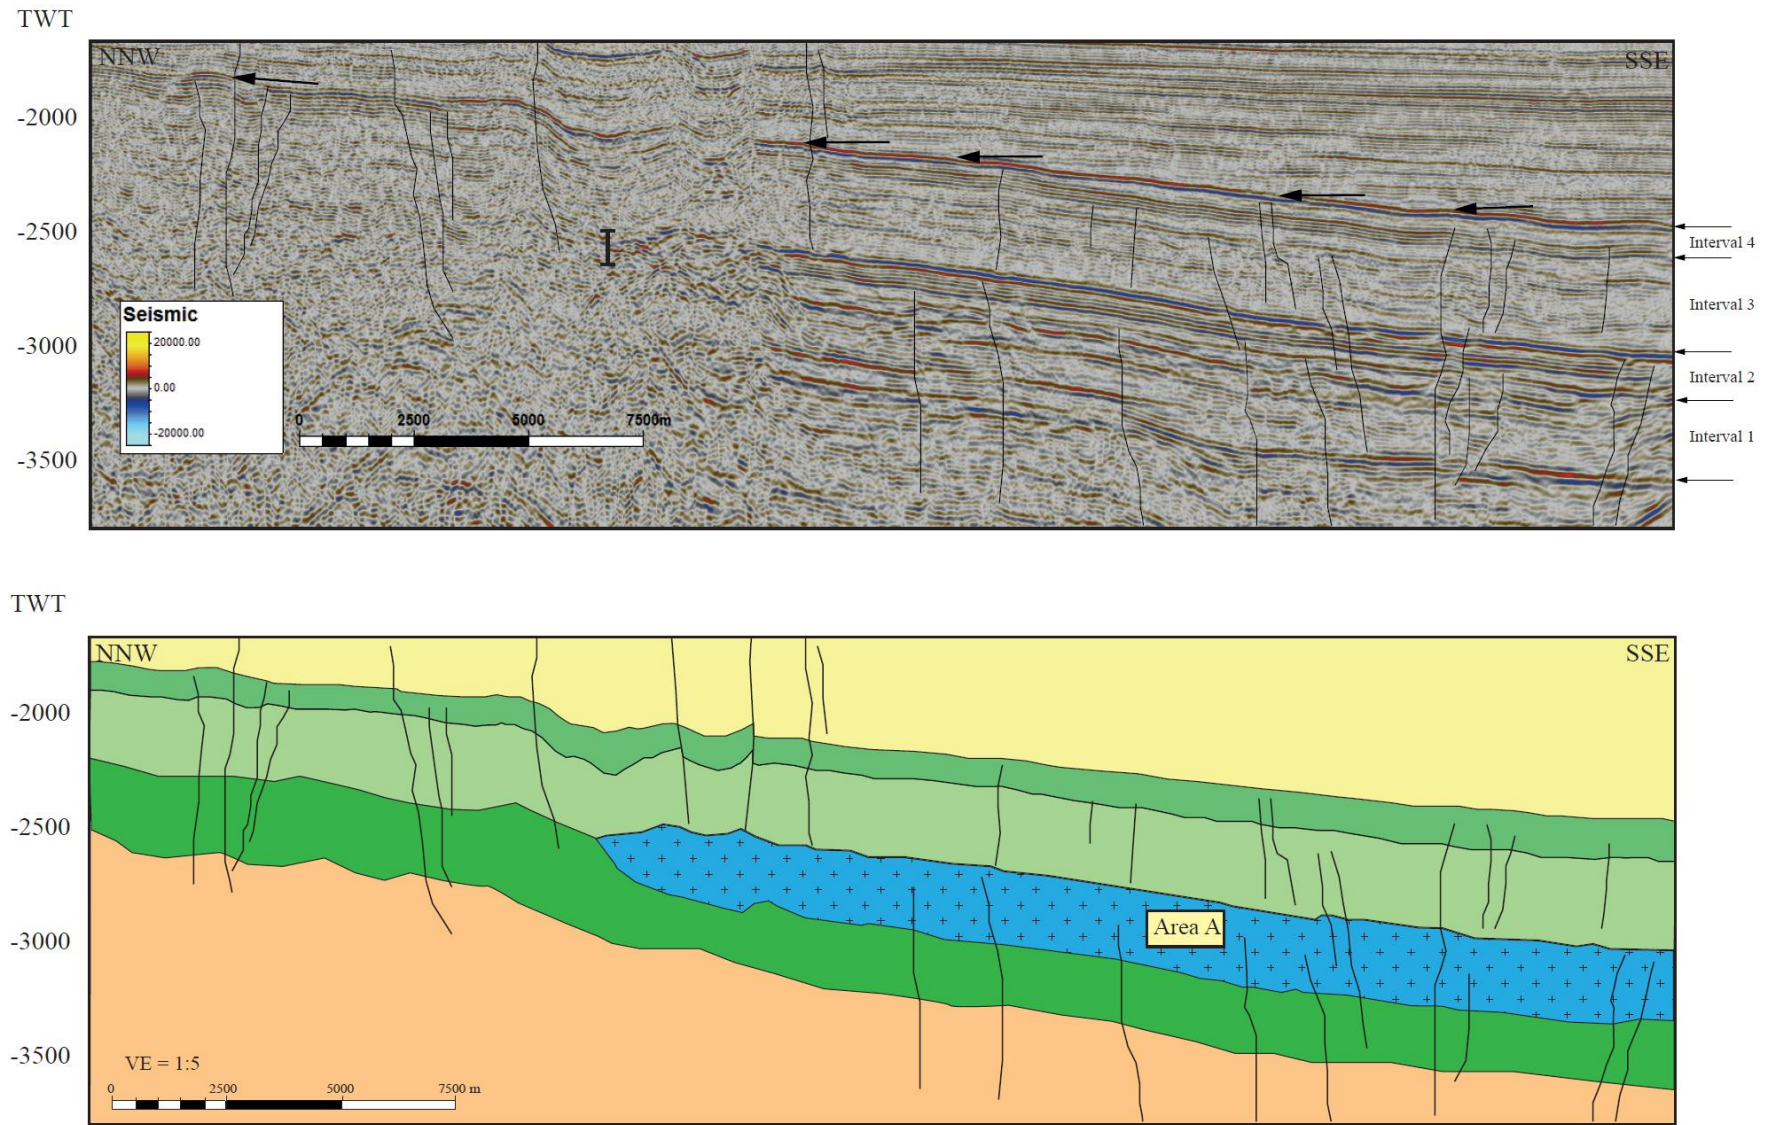 TWT
NNW
SSE
-2000
-2500
-3000
-3500
Interval 4
Interval 3
Interval 2
Interval 1
Seismic
20000.00
0.00
-20000.00
0 2500 5000 7500m
TWT
NNW
SSE
-2000
-2500
-3000
-3500
Area A
VE = 1:5
0 2500 5000 7500 m